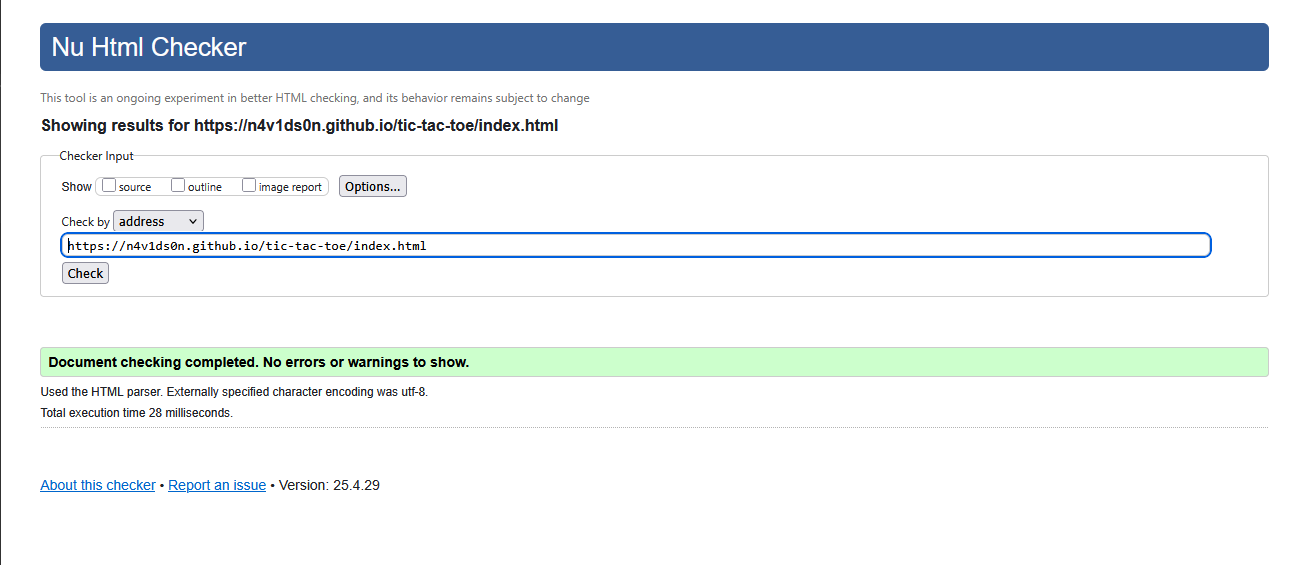 Nu Html Checker
This tool is an ongoing experiment in better HTML checking, and its behavior remains subject to change
Showing results for https://n4v1ds0n.github.io/tic-tac-toe/index.html
Checker Input
Show source outline image report Options...
Check by address
https://n4v1ds0n.github.io/tic-tac-toe/index.html
Check
Document checking completed. No errors or warnings to show.
Used the HTML parser. Externally specified character encoding was utf-8.
Total execution time 28 milliseconds.
About this checker • Report an issue • Version: 25.4.29